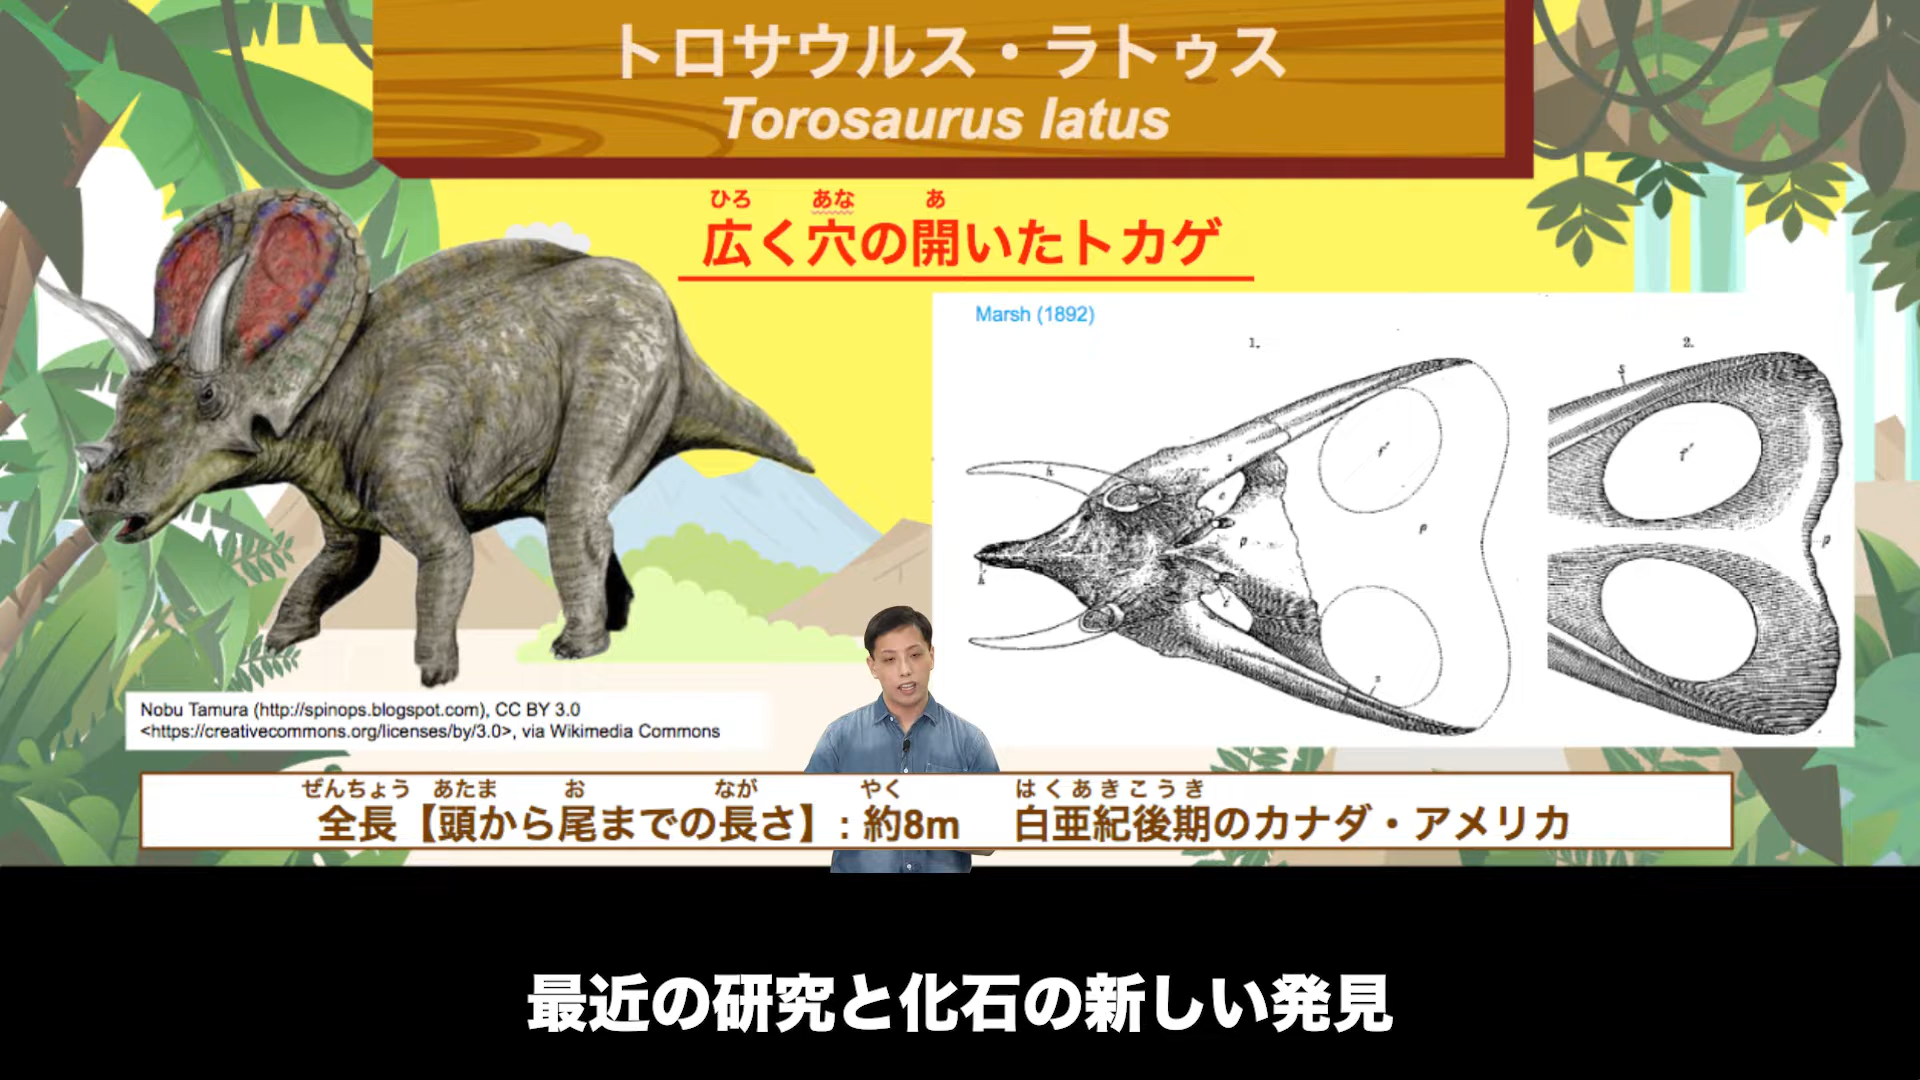 トロサウルス・ラトゥス
Torosaurus latus
ひろ あな あ
広く穴の開いたトカゲ
Marsh (1892)
1.
2.
Nobu Tamura (http://spinops.blogspot.com), CC BY 3.0
<https://creativecommons.org/licenses/by/3.0>, via Wikimedia Commons
ぜんちょう あたま お なが やく はくあきこうき
全長【頭から尾までの長さ】: 約8m 白亜紀後期のカナダ・アメリカ
最近の研究と化石の新しい発見